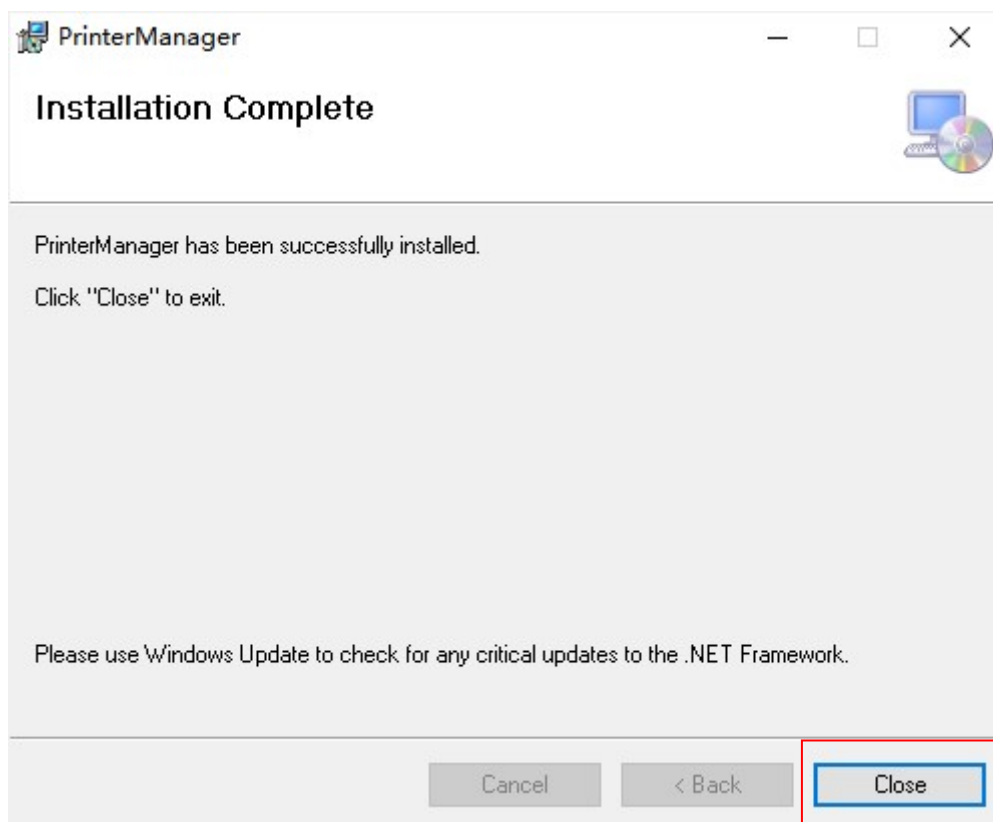 PrinterManager
Installation Complete
PrinterManager has been successfully installed.
Click "Close" to exit.
Please use Windows Update to check for any critical updates to the .NET Framework.
Cancel
< Back
Close